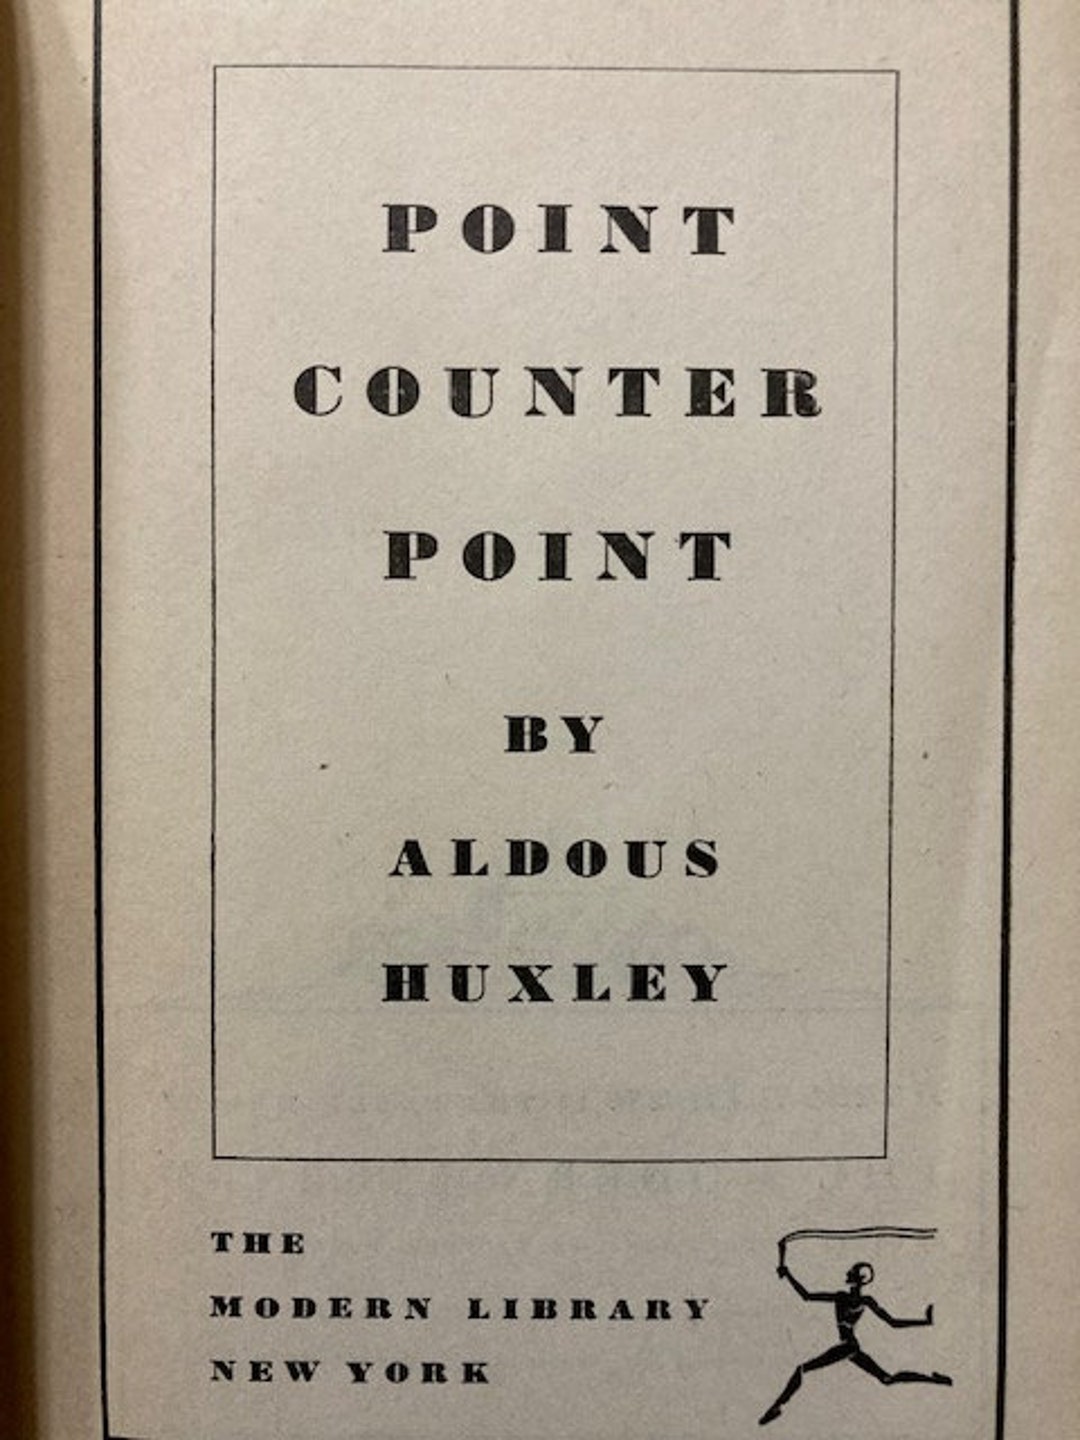 POINT
COUNTER
POINT
BY
ALDOUS
HUXLEY
THE
MODERN LIBRARY
NEW YORK